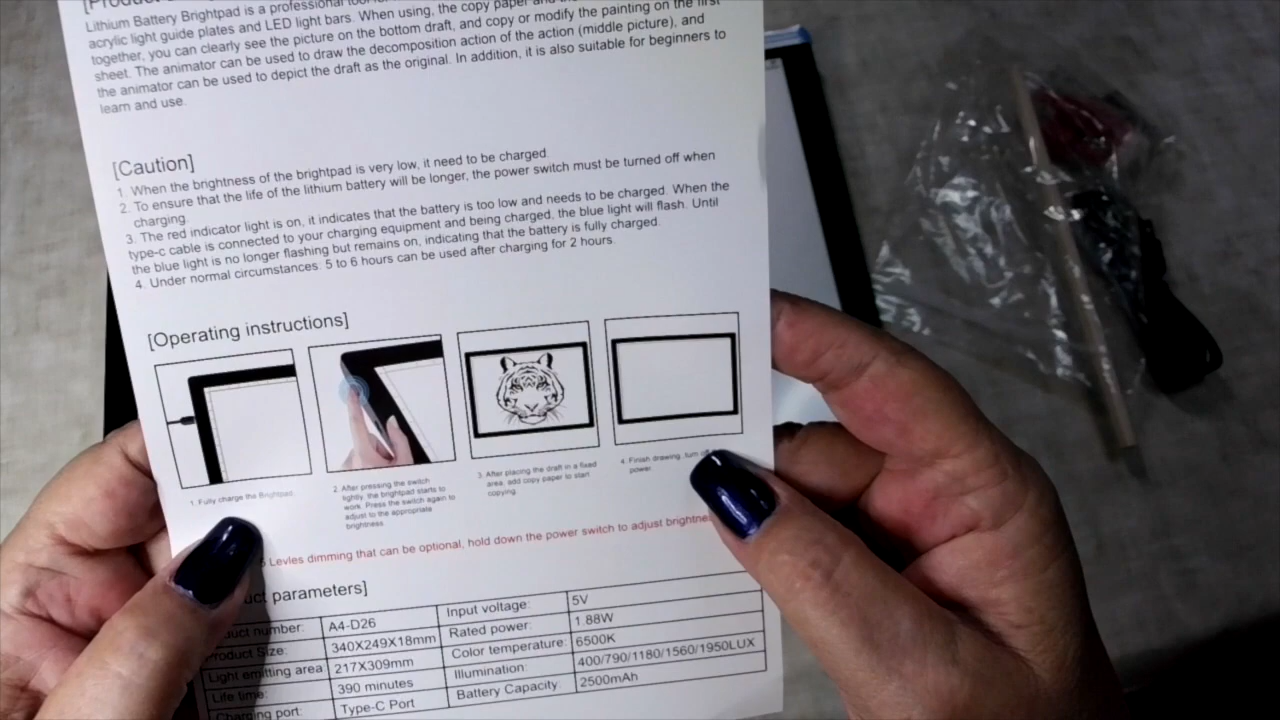 [Product
Lithium Battery Brightpad is a professional tool for
acrylic light guide plates and LED light bars. When using, the copy paper and the
together, you can clearly see the picture on the bottom draft, and copy or modify the painting on the first
sheet. The animator can be used to draw the decomposition action of the action (middle picture), and
the animator can be used to depict the draft as the original. In addition, it is also suitable for beginners to
learn and use.
[Caution]
1. When the brightness of the brightpad is very low, it need to be charged.
2. To ensure that the life of the lithium battery will be longer, the power switch must be turned off when
charging.
3. The red indicator light is on, it indicates that the battery is too low and needs to be charged. When the
type-c cable is connected to your charging equipment and being charged, the blue light will flash. Until
the blue light is no longer flashing but remains on, indicating that the battery is fully charged.
4. Under normal circumstances: 5 to 6 hours can be used after charging for 2 hours.
[Operating instructions]
1. Fully charge the Brightpad.
2. After pressing the switch
lightly, the brightpad starts to
work. Press the switch again to
adjust to the appropriate
brightness.
3. After placing the draft in a fixed
area, add copy paper to start
copying.
4. Finish drawing, turn
power.
Levles dimming that can be optional, hold down the power switch to adjust
parameters]
number: A4-D26 Input voltage: 5V
Product Size: 340X249X18mm Rated power: 1.88W
Light emitting area: 217X309mm Color temperature: 6500K
Life time: 390 minutes Illumination: 400/790/1180/1560/1950LUX
Charging port: Type-C Port Battery Capacity: 2500mAh